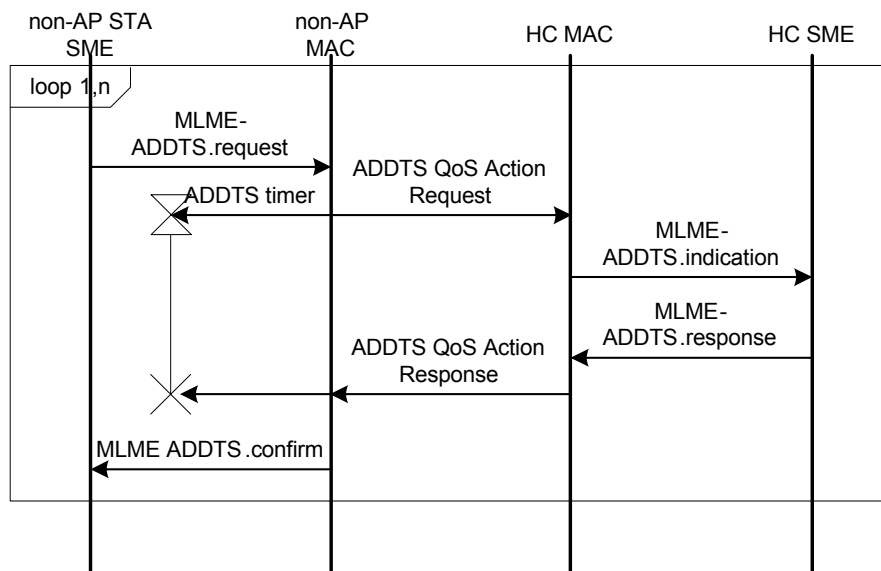 non-AP STA
SME
non-AP
MAC
HC MAC
HC SME
loop 1,n
MLME-
ADDTS.request
ADDTS timer
ADDTS QoS Action
Request
MLME-
ADDTS.indication
MLME-
ADDTS.response
ADDTS QoS Action
Response
MLME ADDTS.confirm